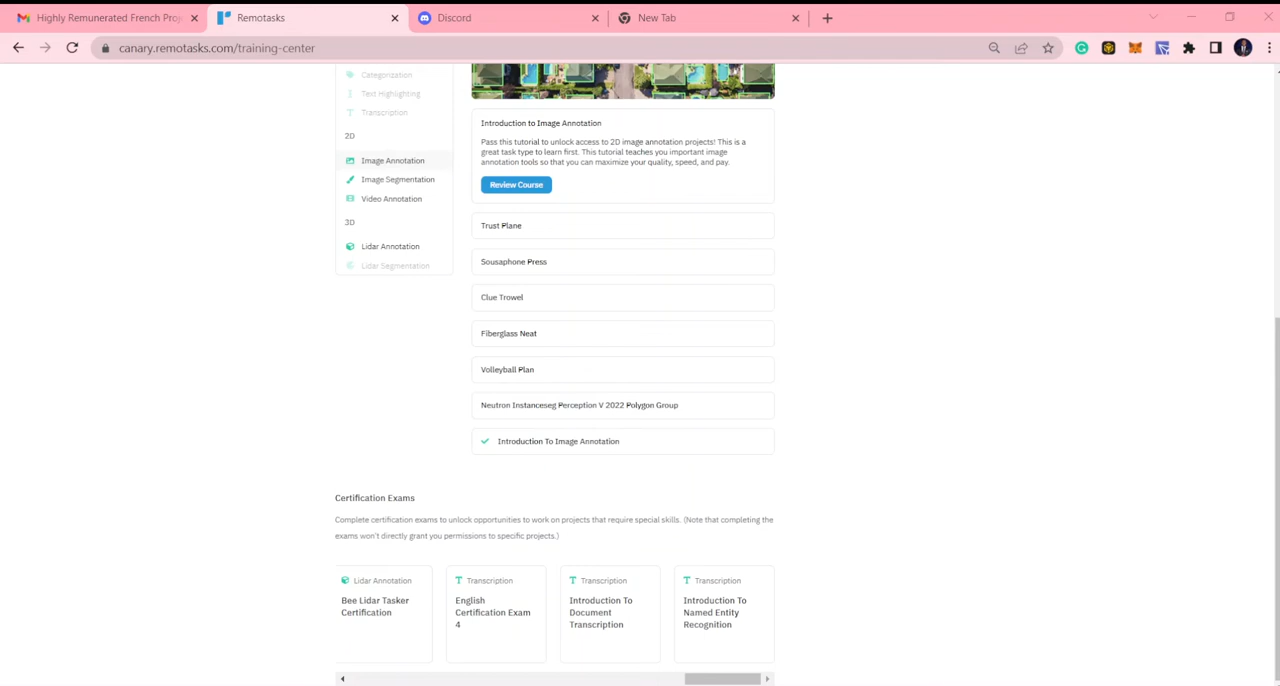 Highly Remunerated French Proj
Remotasks
Discord
New Tab
canary.remotasks.com/training-center
Categorization
Text Highlighting
Transcription
2D
Image Annotation
Image Segmentation
Video Annotation
3D
Lidar Annotation
Lidar Segmentation
Introduction to Image Annotation
Pass this tutorial to unlock access to 2D image annotation projects! This is a
great task type to learn first. This tutorial teaches you important image
annotation tools so that you can maximize your quality, speed, and pay.
Review Course
Trust Plane
Sousaphone Press
Clue Trowel
Fiberglass Neat
Volleyball Plan
Neutron Instanceseg Perception V 2022 Polygon Group
Introduction To Image Annotation
Certification Exams
Complete certification exams to unlock opportunities to work on projects that require special skills. (Note that completing the
exams won't directly grant you permissions to specific projects.)
Lidar Annotation
Bee Lidar Tasker
Certification
Transcription
English
Certification Exam
4
Transcription
Introduction To
Document
Transcription
Transcription
Introduction To
Named Entity
Recognition